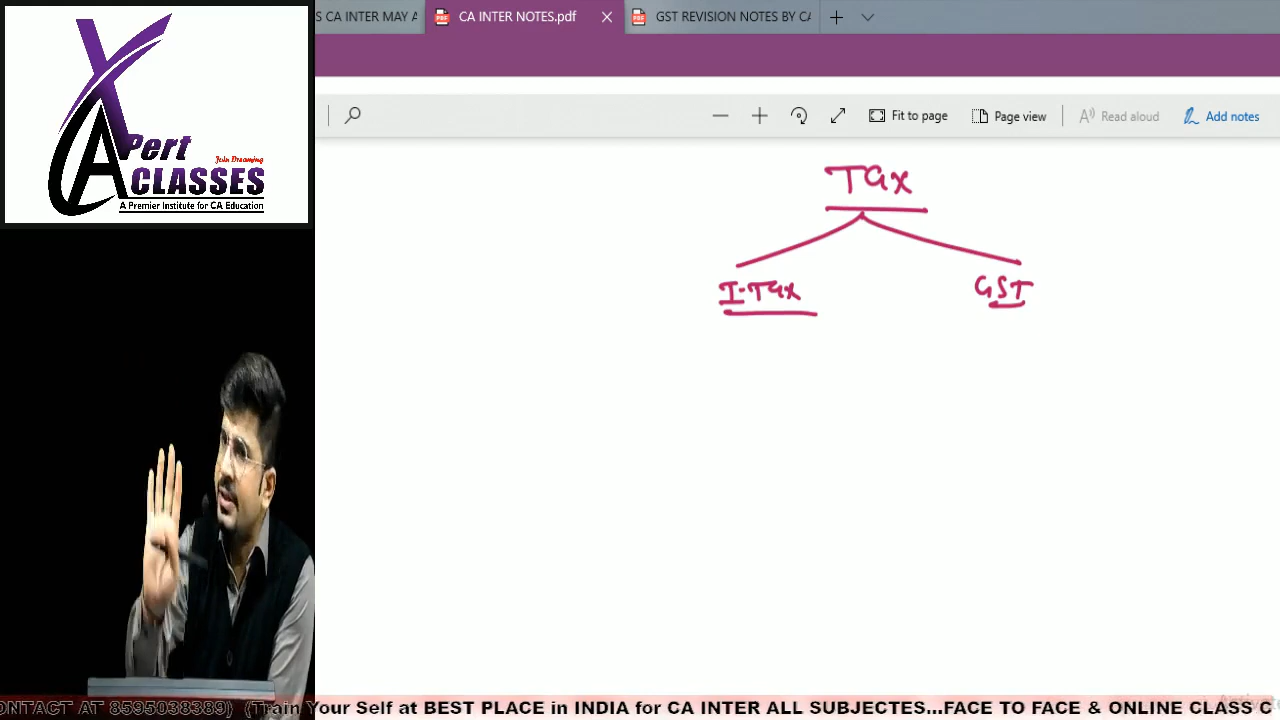 S CA INTER MAY A
CA INTER NOTES.pdf
GST REVISION NOTES BY CA
XPert
Join Dreaming
CA CLASSES
A Premier Institute for CA Education
Fit to page
Page view
Read aloud
Add notes
Tax
I-Tax
GST
ONTACT AT 8595038389} {Train Your Self at BEST PLACE in INDIA for CA INTER ALL SUBJECTES...FACE TO FACE & ONLINE CLASS C